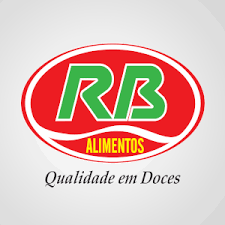 RB
ALIMENTOS
Qualidade em Doces